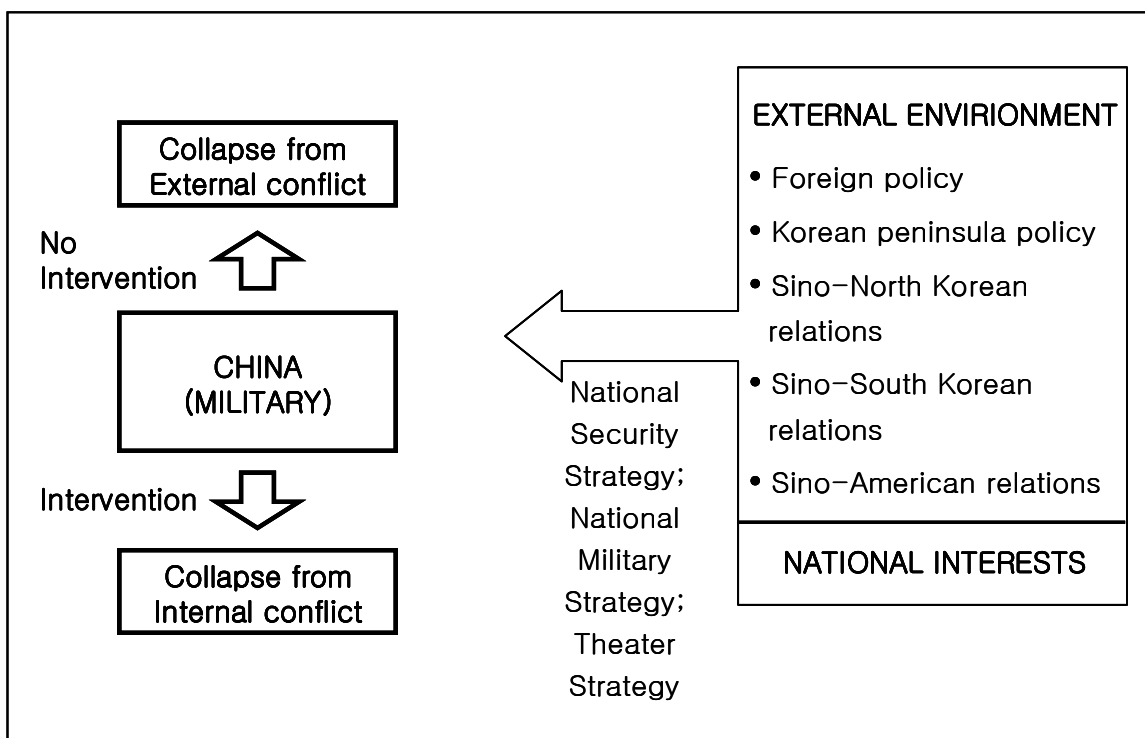 Collapse from
External conflict
No
Intervention
CHINA
(MILITARY)
Intervention
Collapse from
Internal conflict
National
Security
Strategy;
National
Military
Strategy;
Theater
Strategy
EXTERNAL ENVIRIONMENT
• Foreign policy
• Korean peninsula policy
• Sino-North Korean
relations
• Sino-South Korean
relations
• Sino-American relations
NATIONAL INTERESTS